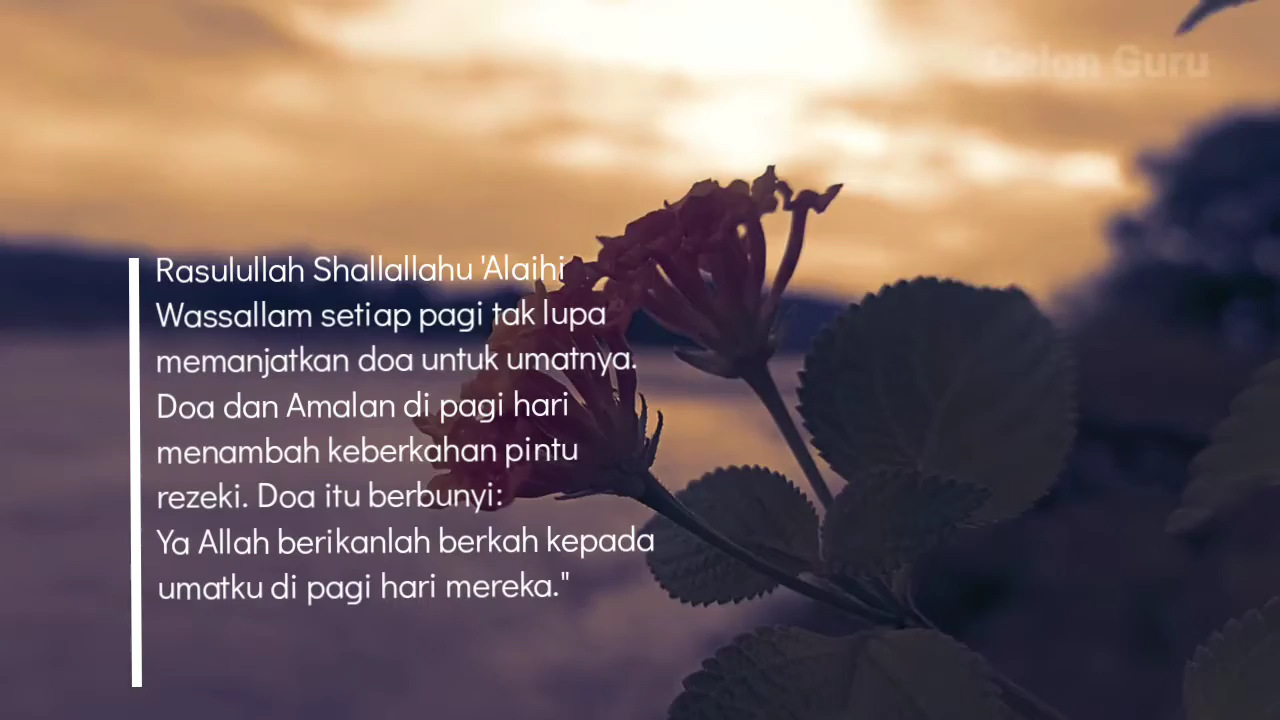 Calon Guru
Rasulullah Shallallahu 'Alaihi
Wassallam setiap pagi tak lupa
memanjatkan doa untuk umatnya.
Doa dan Amalan di pagi hari
menambah keberkahan pintu
rezeki. Doa itu berbunyi:
Ya Allah berikanlah berkah kepada
umatku di pagi hari mereka."